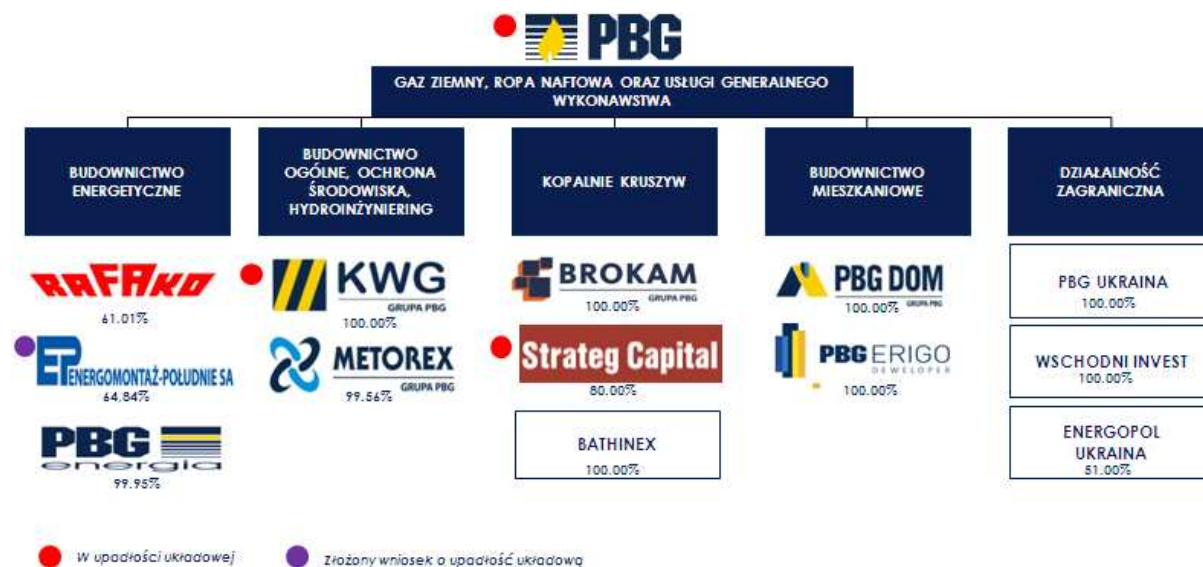 PBG
GAZ ZIEMNY, ROPA NAFTOWA ORAZ USŁUGI GENERALNEGO
WYKONAWSTWA
BUDOWNICTWO
ENERGETYCZNE
RAFAKO
61.01%
EP ENERGOMONTAŻ-POŁUDNIE SA
64.84%
PBG
energia
99.95%
BUDOWNICTWO
OGÓLNE, OCHRONA
ŚRODOWISKA,
HYDROINŻYNIERING
KWG
GRUPA PBG
100.00%
METOREX
GRUPA PBG
99.56%
KOPALNIE KRUSZYW
BROKAM
GRUPA PBG
100.00%
Strateg Capital
80.00%
BATHINEX
100.00%
BUDOWNICTWO
MIESZKANIOWE
PBG DOM
GRUPA PBG
100.00%
PBG ERIGO
DEWELOPER
100.00%
DZIAŁALNOŚĆ
ZAGRANICZNA
PBG UKRAINA
100.00%
WSCHODNI INVEST
100.00%
ENERGOPOL
UKRAINA
51.00%
W upadłości układowej
Złożony wniosek o upadłość układową